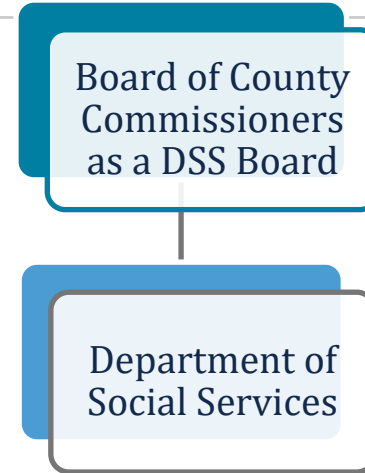 Board of County
Commissioners
as a DSS Board
Department of
Social Services